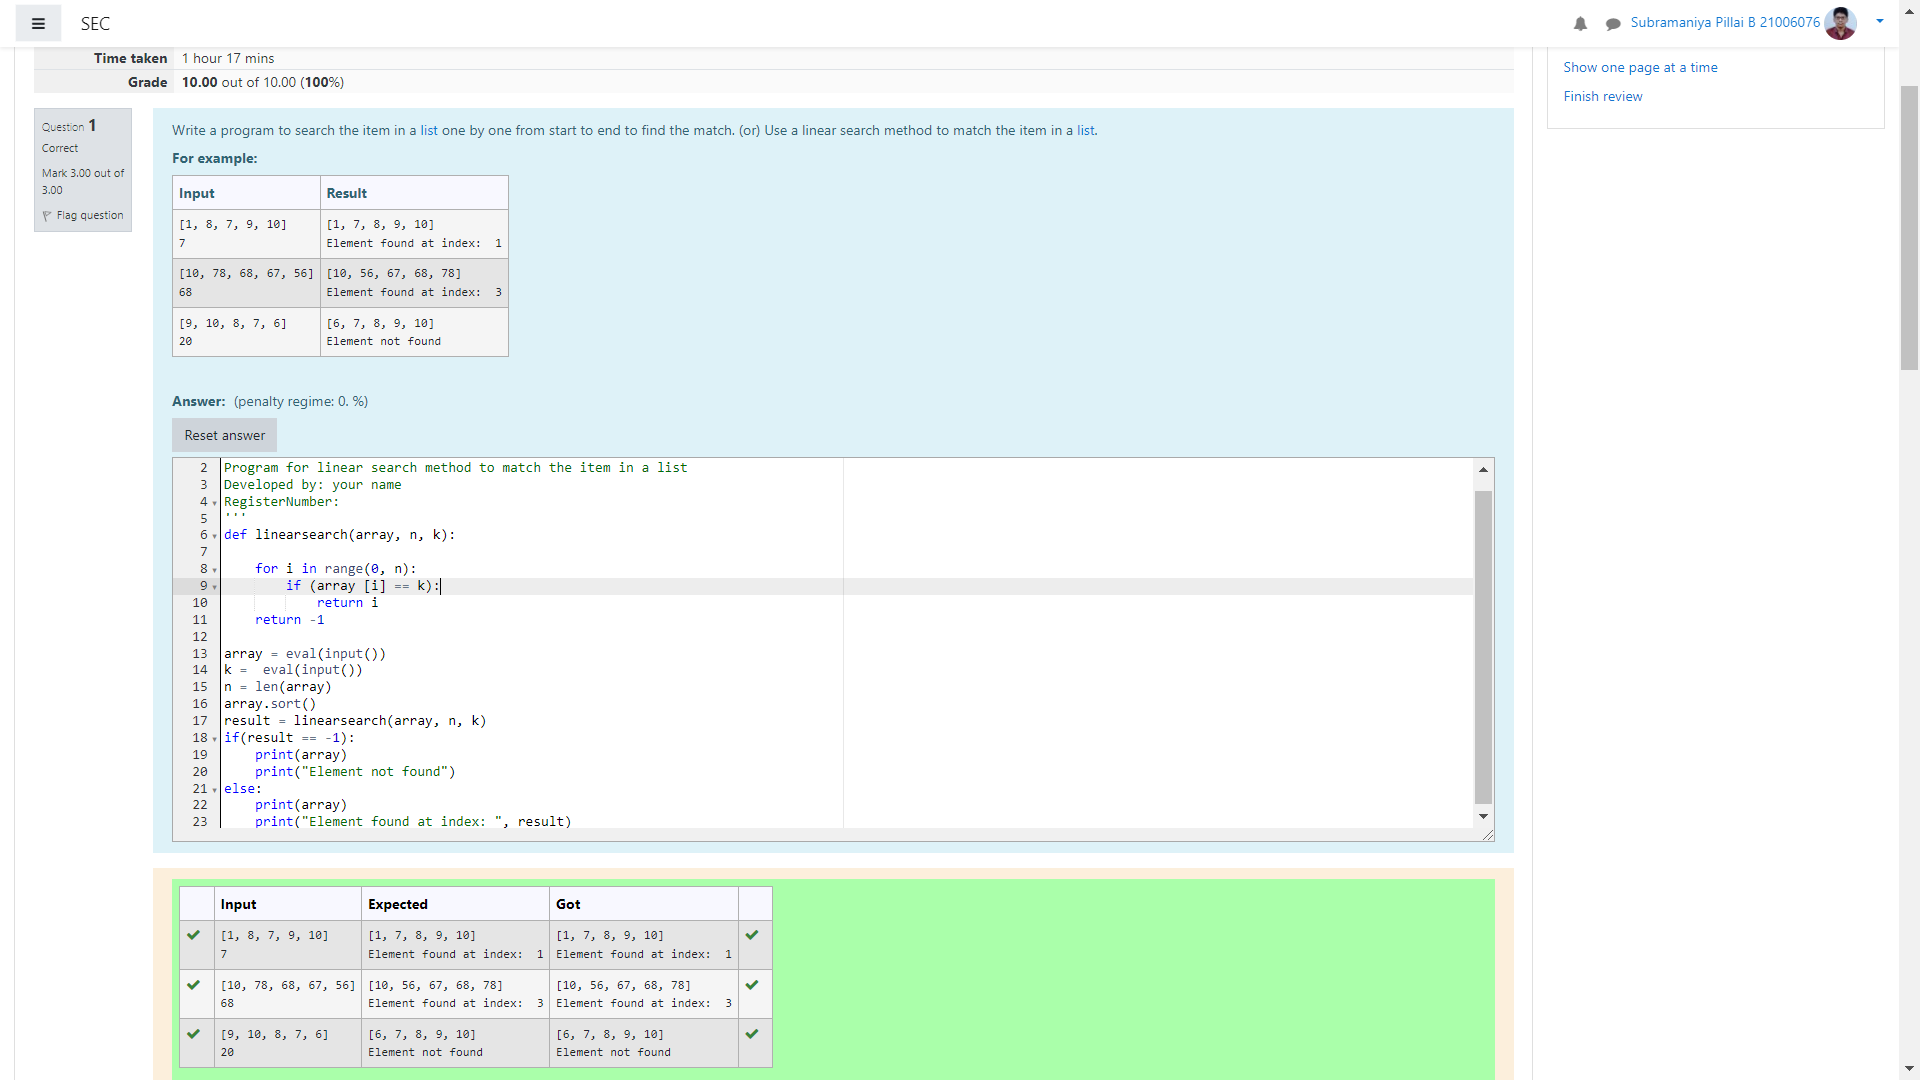 SEC
Subramaniya Pillai B 21006076
Time taken 1 hour 17 mins
Grade 10.00 out of 10.00 (100%)
Show one page at a time
Finish review
Question 1
Correct
Mark 3.00 out of
3.00
Flag question
Write a program to search the item in a list one by one from start to end to find the match. (or) Use a linear search method to match the item in a list.
For example:
Input Result
[1, 8, 7, 9, 10] [1, 7, 8, 9, 10]
7 Element found at index:  1
[10, 78, 68, 67, 56] [10, 56, 67, 68, 78]
68 Element found at index:  3
[9, 10, 8, 7, 6] [6, 7, 8, 9, 10]
20 Element not found
Answer: (penalty regime: 0. %)
Reset answer
2 Program for linear search method to match the item in a list
3 Developed by: your name
4 RegisterNumber:
5 '''
6 def linearsearch(array, n, k):
7
8     for i in range(0, n):
9         if (array [i] == k):
10             return i
11     return -1
12
13 array = eval(input())
14 k =  eval(input())
15 n = len(array)
16 array.sort()
17 result = linearsearch(array, n, k)
18 if(result == -1):
19     print(array)
20     print("Element not found")
21 else:
22     print(array)
23     print("Element found at index: ", result)
Input Expected Got
[1, 8, 7, 9, 10] [1, 7, 8, 9, 10] [1, 7, 8, 9, 10]
7 Element found at index:  1 Element found at index:  1
[10, 78, 68, 67, 56] [10, 56, 67, 68, 78] [10, 56, 67, 68, 78]
68 Element found at index:  3 Element found at index:  3
[9, 10, 8, 7, 6] [6, 7, 8, 9, 10] [6, 7, 8, 9, 10]
20 Element not found Element not found